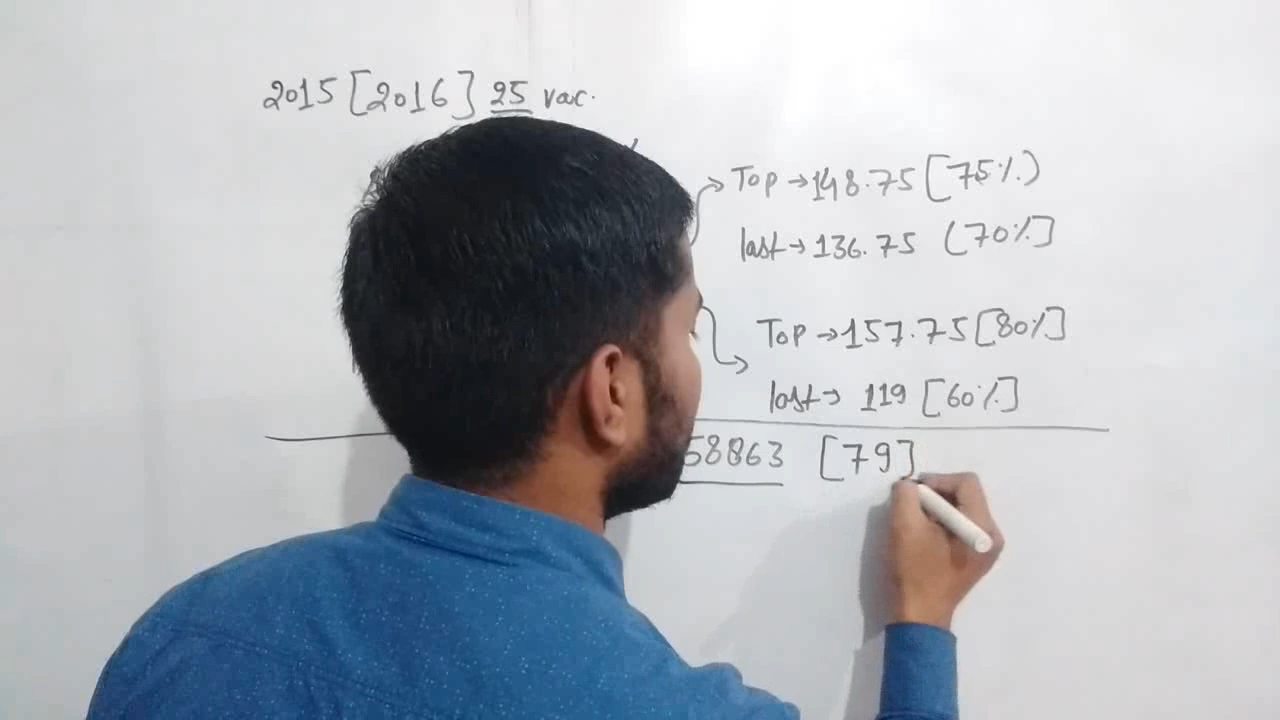 2015 [2016] 25 vac.
Top → 148.75 [75%)
last → 136.75 (70%]
Top → 157.75 [80%]
last → 119 [60%]
58863 [79]